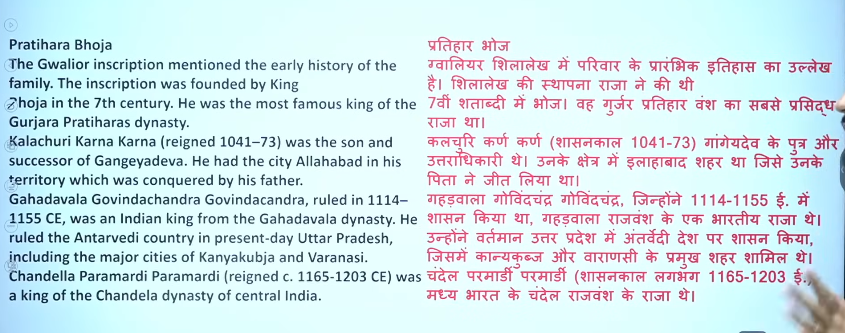 Pratihara Bhoja
The Gwalior inscription mentioned the early history of the
family. The inscription was founded by King
Bhoja in the 7th century. He was the most famous king of the
Gurjara Pratiharas dynasty.
Kalachuri Karna Karna (reigned 1041–73) was the son and
successor of Gangeyadeva. He had the city Allahabad in his
territory which was conquered by his father.
Gahadavala Govindachandra Govindacandra, ruled in 1114–
1155 CE, was an Indian king from the Gahadavala dynasty. He
ruled the Antarvedi country in present-day Uttar Pradesh,
including the major cities of Kanyakubja and Varanasi.
Chandella Paramardi Paramardi (reigned c. 1165-1203 CE) was
a king of the Chandela dynasty of central India.
प्रतिहार भोज
ग्वालियर शिलालेख में परिवार के प्रारंभिक इतिहास का उल्लेख
है। शिलालेख की स्थापना राजा ने की थी
7वीं शताब्दी में भोज। वह गुर्जर प्रतिहार वंश का सबसे प्रसिद्ध
राजा था।
कलचुरि कर्ण कर्ण (शासनकाल 1041-73) गांगेयदेव के पुत्र और
उत्तराधिकारी थे। उनके क्षेत्र में इलाहाबाद शहर था जिसे उनके
पिता ने जीत लिया था।
गहड़वाला गोविंदचंद्र गोविंदचंद्र, जिन्होंने 1114-1155 ई. में
शासन किया था, गहड़वाला राजवंश के एक भारतीय राजा थे।
उन्होंने वर्तमान उत्तर प्रदेश में अंतर्वेदी देश पर शासन किया,
जिसमें कान्यकुब्ज और वाराणसी के प्रमुख शहर शामिल थे।
चंदेल परमार्डी परमार्डी (शासनकाल लगभग 1165-1203 ई.)
मध्य भारत के चंदेल राजवंश के राजा थे।